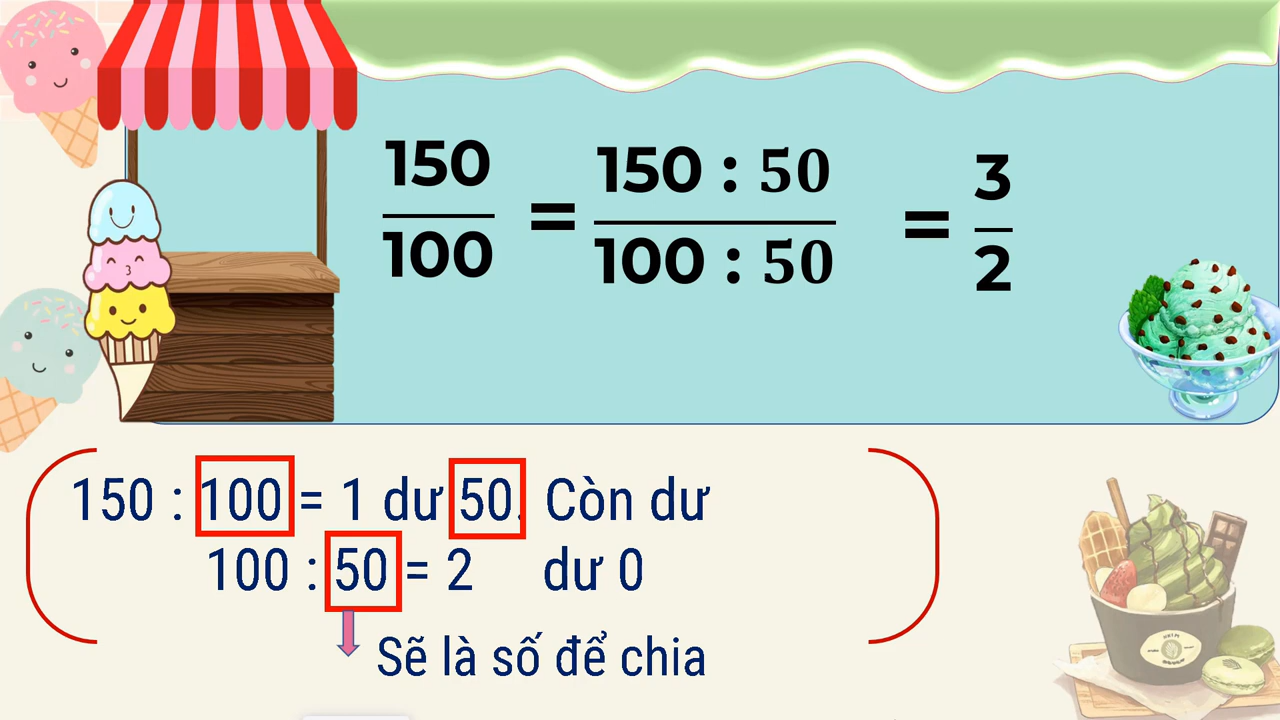 150/100 = (150 : 50)/(100 : 50) = 3/2
150 : 100 = 1 dư 50. Còn dư
100 : 50 = 2 dư 0
Sẽ là số để chia